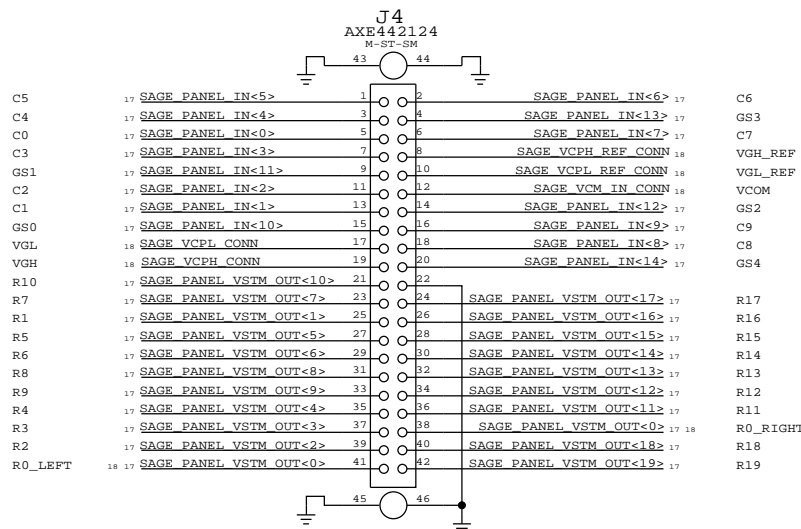 J4
AXE442124
M-ST-SM
43 44
C5 17 SAGE_PANEL_IN<5> 1 2 SAGE_PANEL_IN<6> 17 C6
C4 17 SAGE_PANEL_IN<4> 3 4 SAGE_PANEL_IN<13> 17 GS3
C0 17 SAGE_PANEL_IN<0> 5 6 SAGE_PANEL_IN<7> 17 C7
C3 17 SAGE_PANEL_IN<3> 7 8 SAGE_VCPH_REF_CONN 18 VGH_REF
GS1 17 SAGE_PANEL_IN<11> 9 10 SAGE_VCPL_REF_CONN 18 VGL_REF
C2 17 SAGE_PANEL_IN<2> 11 12 SAGE_VCM_IN_CONN 18 VCOM
C1 17 SAGE_PANEL_IN<1> 13 14 SAGE_PANEL_IN<12> 17 GS2
GS0 17 SAGE_PANEL_IN<10> 15 16 SAGE_PANEL_IN<9> 17 C9
VGL 18 SAGE_VCPL_CONN 17 18 SAGE_PANEL_IN<8> 17 C8
VGH 18 SAGE_VCPH_CONN 19 20 SAGE_PANEL_IN<14> 17 GS4
R10 17 SAGE_PANEL_VSTM_OUT<10> 21 22
R7 17 SAGE_PANEL_VSTM_OUT<7> 23 24 SAGE_PANEL_VSTM_OUT<17> 17 R17
R1 17 SAGE_PANEL_VSTM_OUT<1> 25 26 SAGE_PANEL_VSTM_OUT<16> 17 R16
R5 17 SAGE_PANEL_VSTM_OUT<5> 27 28 SAGE_PANEL_VSTM_OUT<15> 17 R15
R6 17 SAGE_PANEL_VSTM_OUT<6> 29 30 SAGE_PANEL_VSTM_OUT<14> 17 R14
R8 17 SAGE_PANEL_VSTM_OUT<8> 31 32 SAGE_PANEL_VSTM_OUT<13> 17 R13
R9 17 SAGE_PANEL_VSTM_OUT<9> 33 34 SAGE_PANEL_VSTM_OUT<12> 17 R12
R4 17 SAGE_PANEL_VSTM_OUT<4> 35 36 SAGE_PANEL_VSTM_OUT<11> 17 R11
R3 17 SAGE_PANEL_VSTM_OUT<3> 37 38 SAGE_PANEL_VSTM_OUT<0> 17 18 R0_RIGHT
R2 17 SAGE_PANEL_VSTM_OUT<2> 39 40 SAGE_PANEL_VSTM_OUT<18> 17 R18
R0_LEFT 18 17 SAGE_PANEL_VSTM_OUT<0> 41 42 SAGE_PANEL_VSTM_OUT<19> 17 R19
45 46